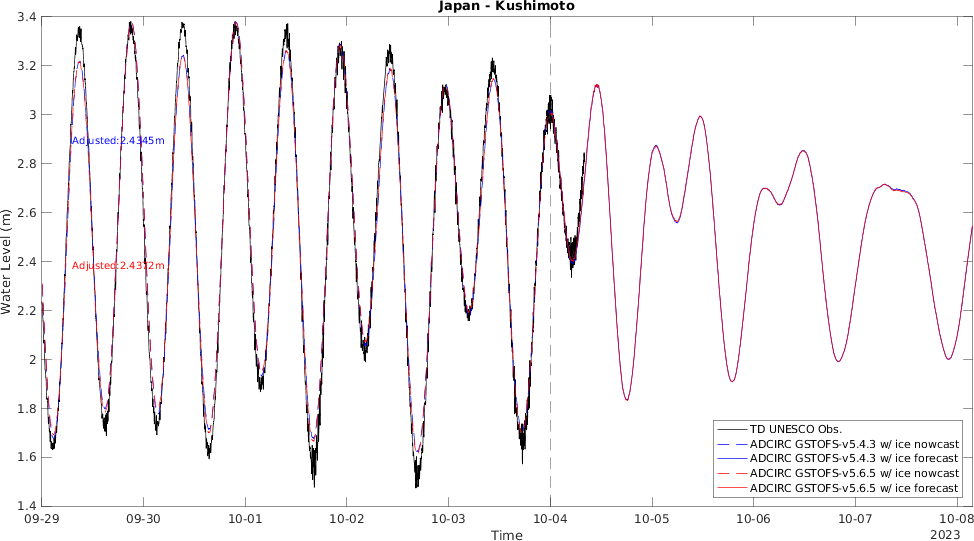 Japan - Kushimoto
3.4
3.2
3
2.8
2.6
2.4
2.2
2
1.8
1.6
1.4
Water Level (m)
Adjusted:2.4345m
Adjusted:2.4372m
TD UNESCO Obs.
ADCIRC GSTOFS-v5.4.3 w/ ice nowcast
ADCIRC GSTOFS-v5.4.3 w/ ice forecast
ADCIRC GSTOFS-v5.6.5 w/ ice nowcast
ADCIRC GSTOFS-v5.6.5 w/ ice forecast
09-29 09-30 10-01 10-02 10-03 10-04 10-05 10-06 10-07 10-08
Time
2023